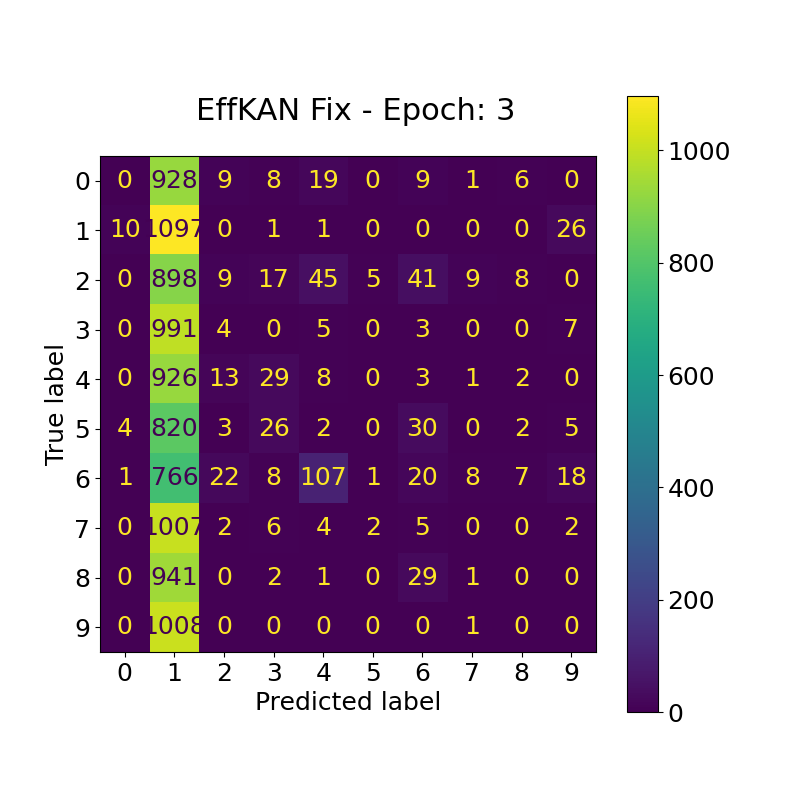 EffKAN Fix - Epoch: 3
0 0 928 9 8 19 0 9 1 6 0
1 10 1097 0 1 1 0 0 0 0 26
2 0 898 9 17 45 5 41 9 8 0
3 0 991 4 0 5 0 3 0 0 7
4 0 926 13 29 8 0 3 1 2 0
5 4 820 3 26 2 0 30 0 2 5
6 1 766 22 8 107 1 20 8 7 18
7 0 1007 2 6 4 2 5 0 0 2
8 0 941 0 2 1 0 29 1 0 0
9 0 1008 0 0 0 0 0 1 0 0
0 1 2 3 4 5 6 7 8 9
Predicted label
True label
1000
800
600
400
200
0